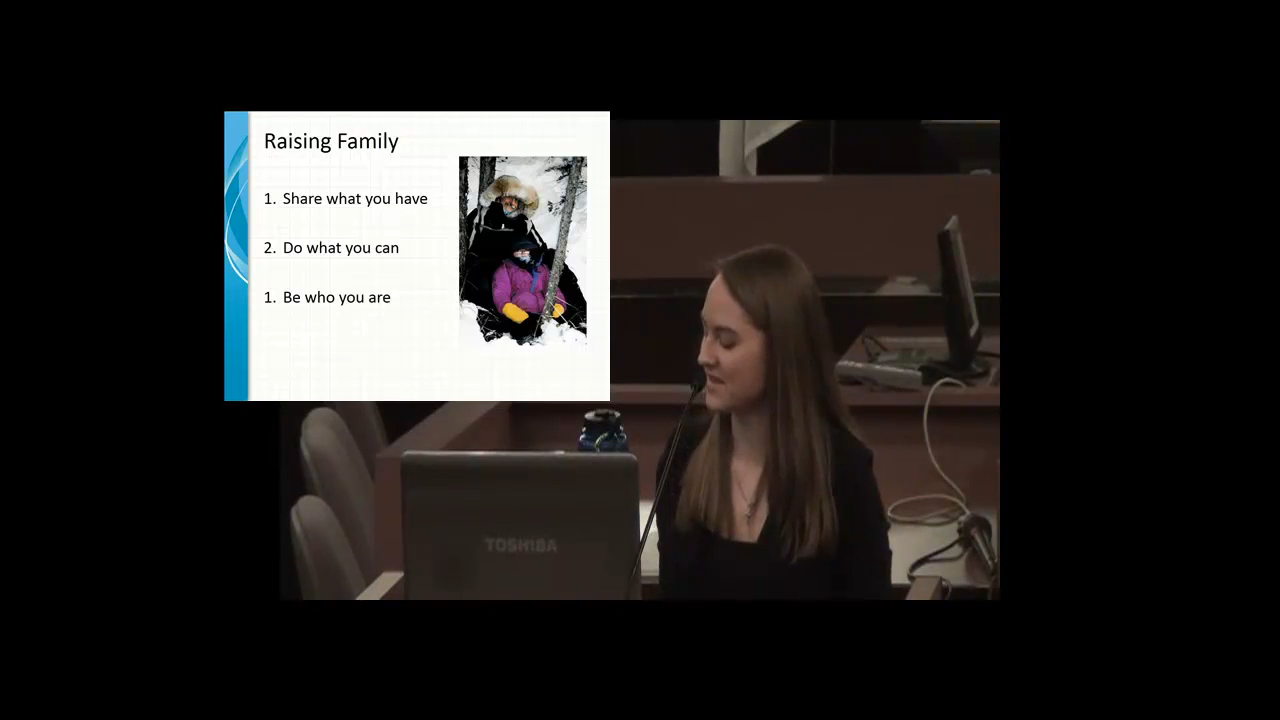 Raising Family
1. Share what you have
2. Do what you can
1. Be who you are
TOSHIBA